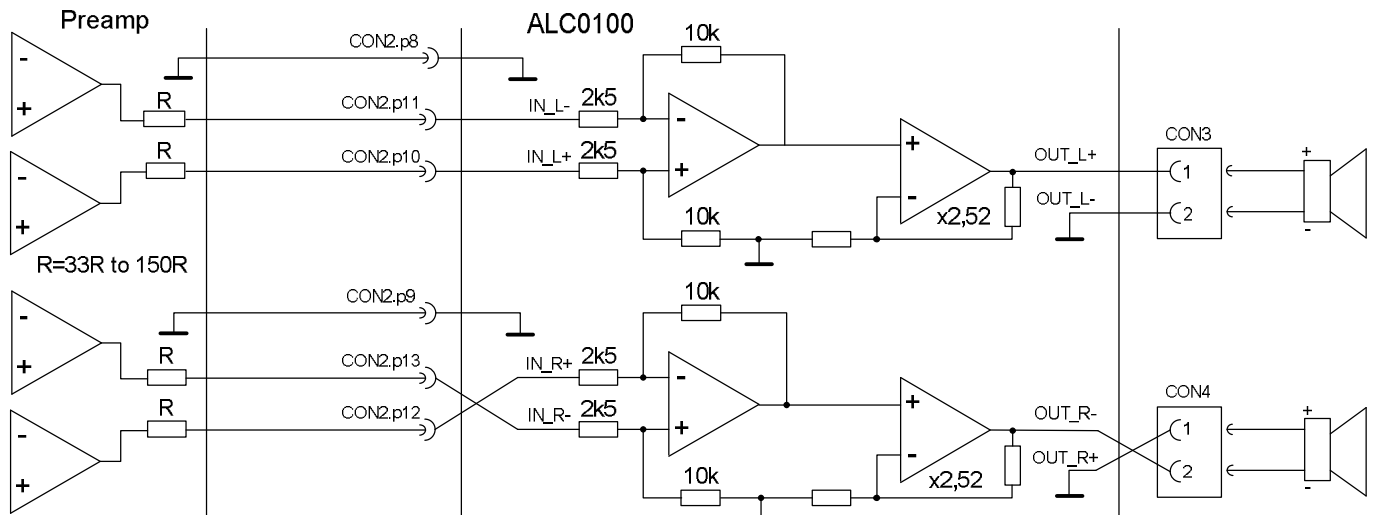 Preamp
ALC0100
CON2.p8
10k
- + R
CON2.p11
IN_L-
2k5
- +
CON3
- + R
CON2.p10
IN_L+
2k5
+ -
x2,52
OUT_L+
OUT_L-
1
2
+
-
10k
R=33R to 150R
CON2.p9
10k
- + R
CON2.p13
IN_R+
2k5
- +
CON4
- + R
CON2.p12
IN_R-
2k5
+ -
x2,52
OUT_R-
OUT_R+
1
2
+
-
10k